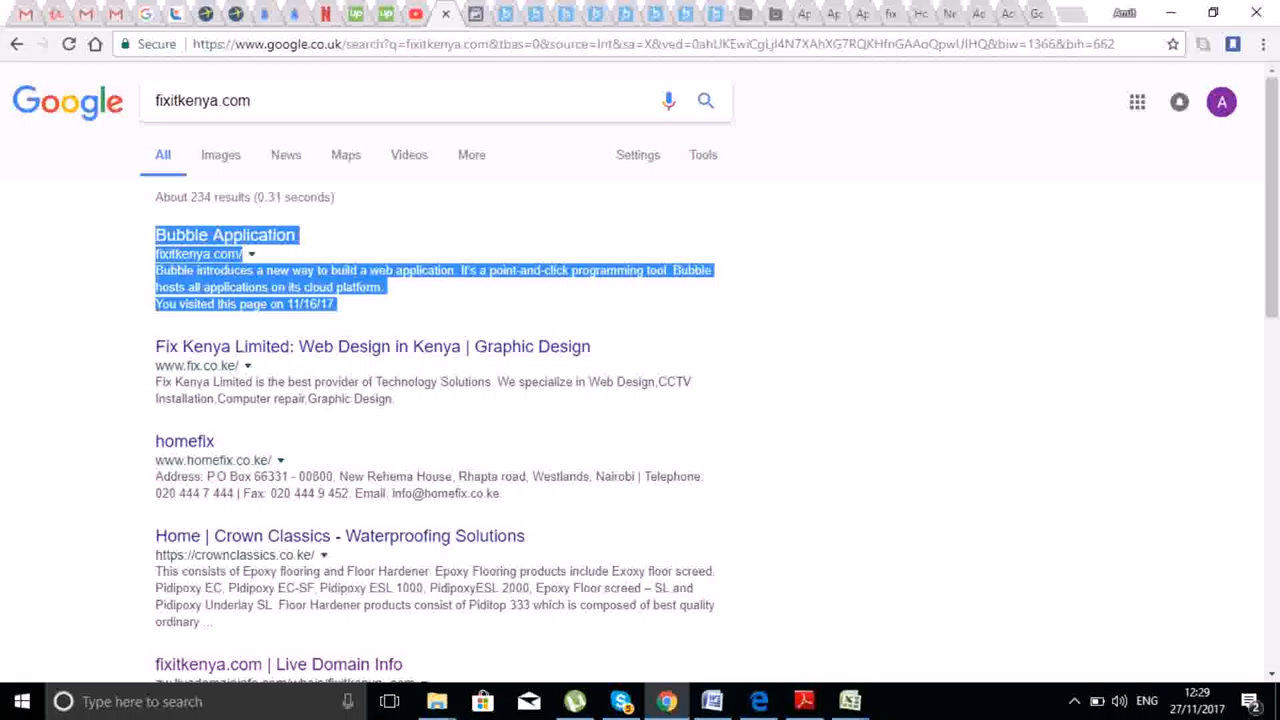 Amit
Secure
https://www.google.co.uk/search?q=fixitkenya.com&tbas=0&source=lnt&sa=X&ved=
Google
fixitkenya.com
A
All Images News Maps Videos More Settings Tools
About 234 results (0.31 seconds)
Bubble Application
fixitkenya.com/
Bubble introduces a new way to build a web application. It's a point-and-click programming tool. Bubble
hosts all applications on its cloud platform.
You visited this page on 11/16/17.
Fix Kenya Limited: Web Design in Kenya | Graphic Design
www.fix.co.ke/
Fix Kenya Limited is the best provider of Technology Solutions. We specialize in Web Design,CCTV
Installation,Computer repair,Graphic Design.
homefix
www.homefix.co.ke/
Address: P.O Box 66331 - 00800, New Rehema House, Rhapta road, Westlands, Nairobi | Telephone.
020 444 7 444 | Fax: 020 444 9 452. Email. info@homefix.co.ke.
Home | Crown Classics - Waterproofing Solutions
https://crownclassics.co.ke/
This consists of Epoxy flooring and Floor Hardener. Epoxy Flooring products include Exoxy floor screed.
Pidipoxy EC, Pidipoxy EC-SF, Pidipoxy ESL 1000, PidipoxyESL 2000, Epoxy Floor screed – SL and
Pidipoxy Underlay SL. Floor Hardener products consist of Piditop 333 which is composed of best quality
ordinary ...
fixitkenya.com | Live Domain Info
Type here to search
ENG
12:29
27/11/2017